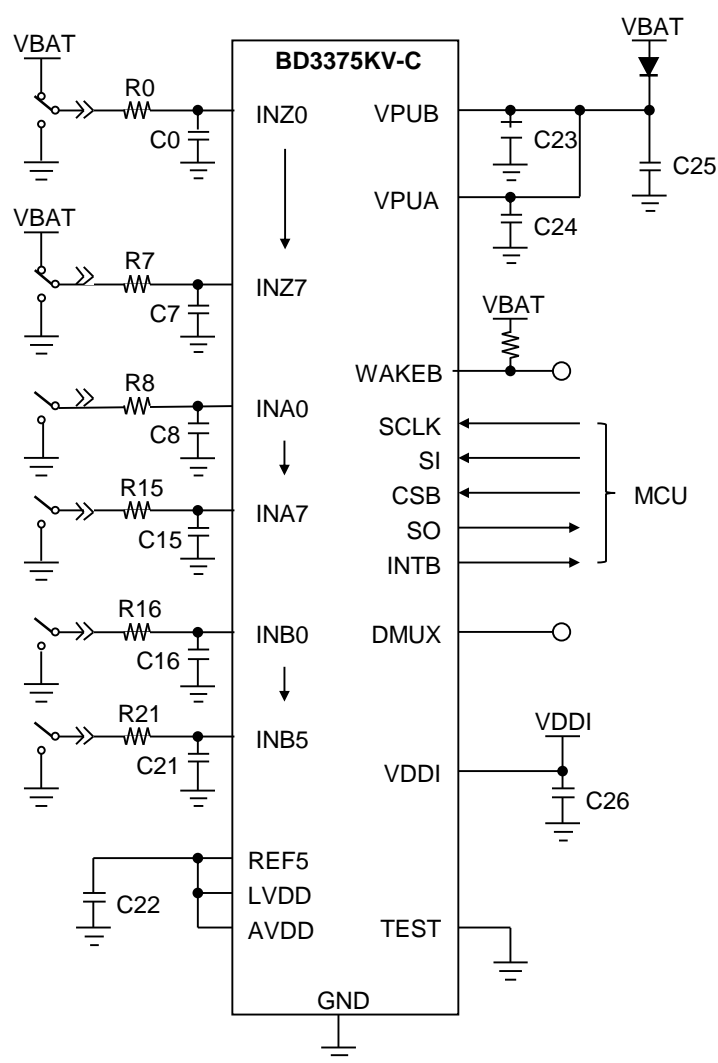 VBAT
R0
C0
VBAT
R7
C7
R8
C8
R15
C15
R16
C16
R21
C21
C22
BD3375KV-C
INZ0
INZ7
INA0
INA7
INB0
INB5
REF5
LVDD
AVDD
GND
VPUB
VPUA
WAKEB
SCLK
SI
CSB
SO
INTB
DMUX
VDDI
TEST
VBAT
C23
C25
C24
VBAT
MCU
VDDI
C26